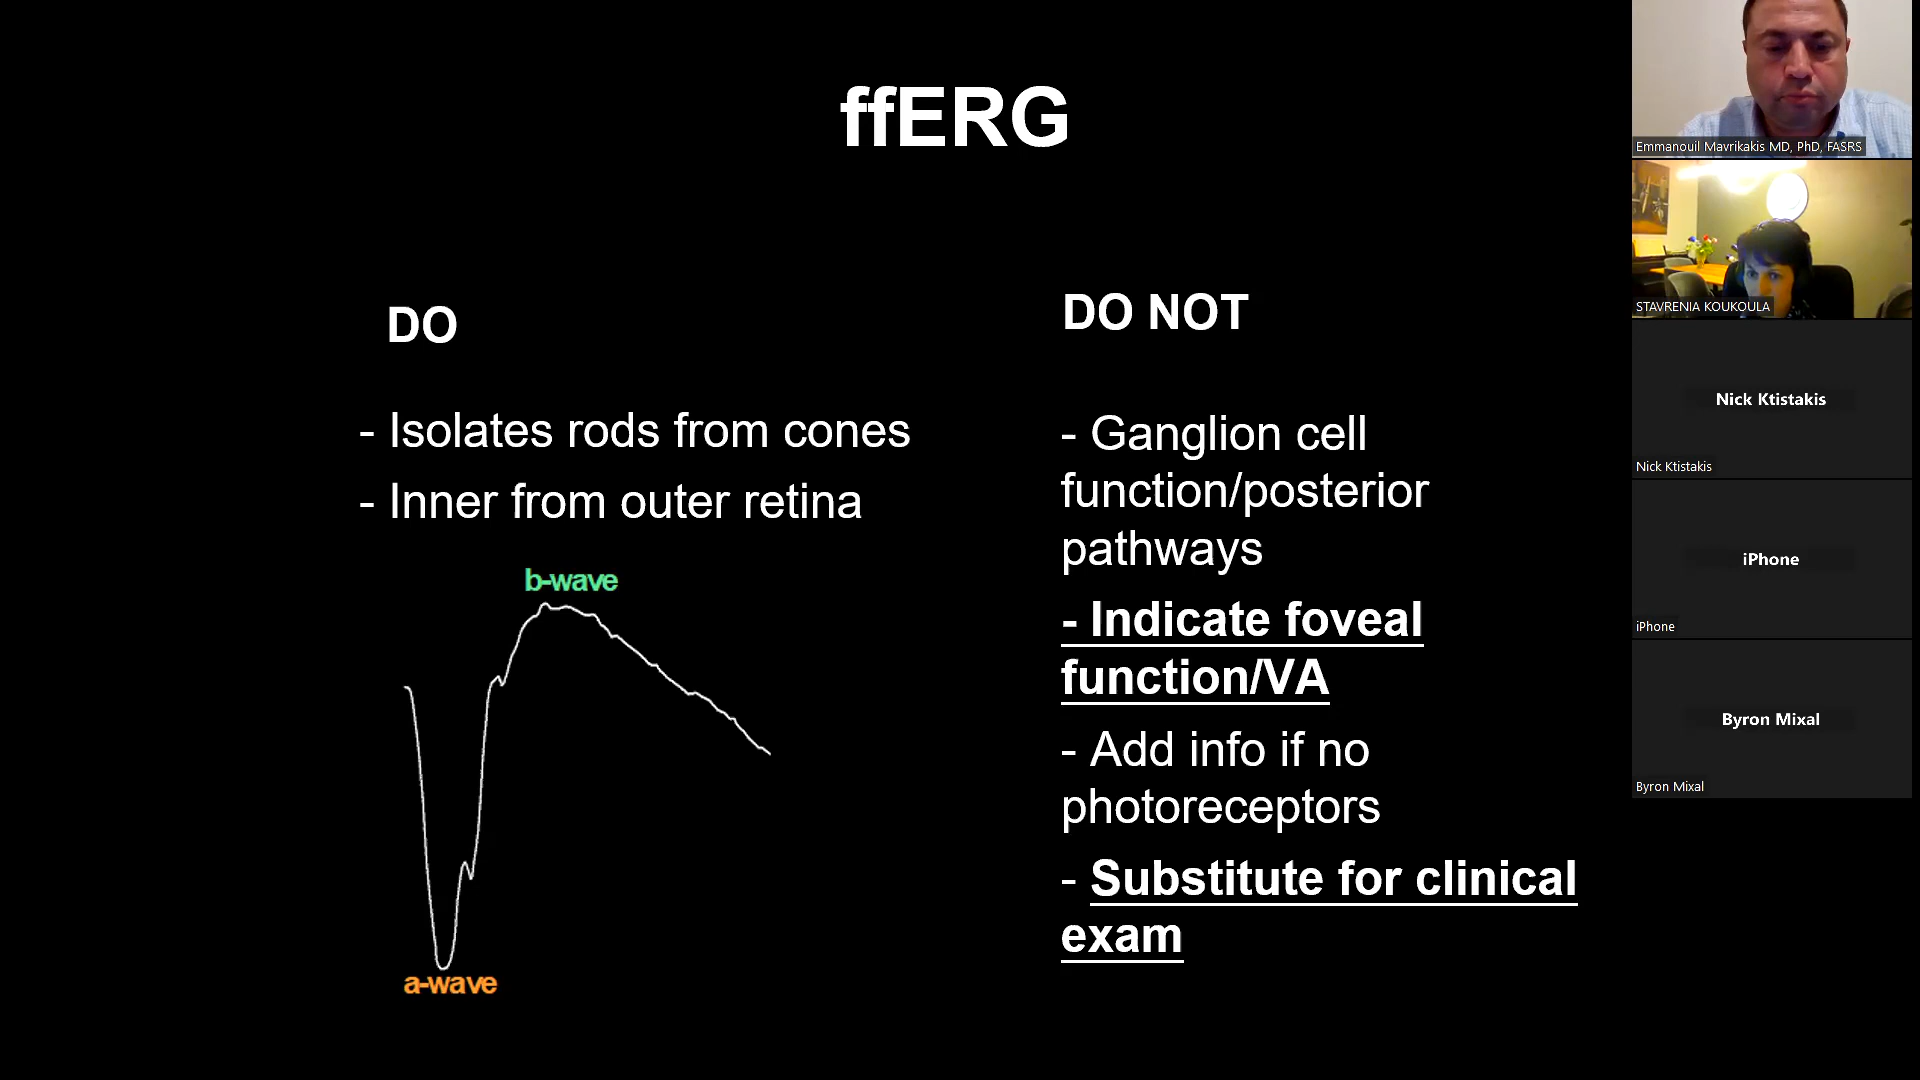 ffERG
DO
- Isolates rods from cones
- Inner from outer retina
b-wave
a-wave
DO NOT
- Ganglion cell
function/posterior
pathways
- Indicate foveal
function/VA
- Add info if no
photoreceptors
- Substitute for clinical
exam
Emmanouil Mavrikakis MD, PhD, FASRS
STAVRENIA KOUKOULA
Nick Ktistakis
Nick Ktistakis
iPhone
iPhone
Byron Mixal
Byron Mixal